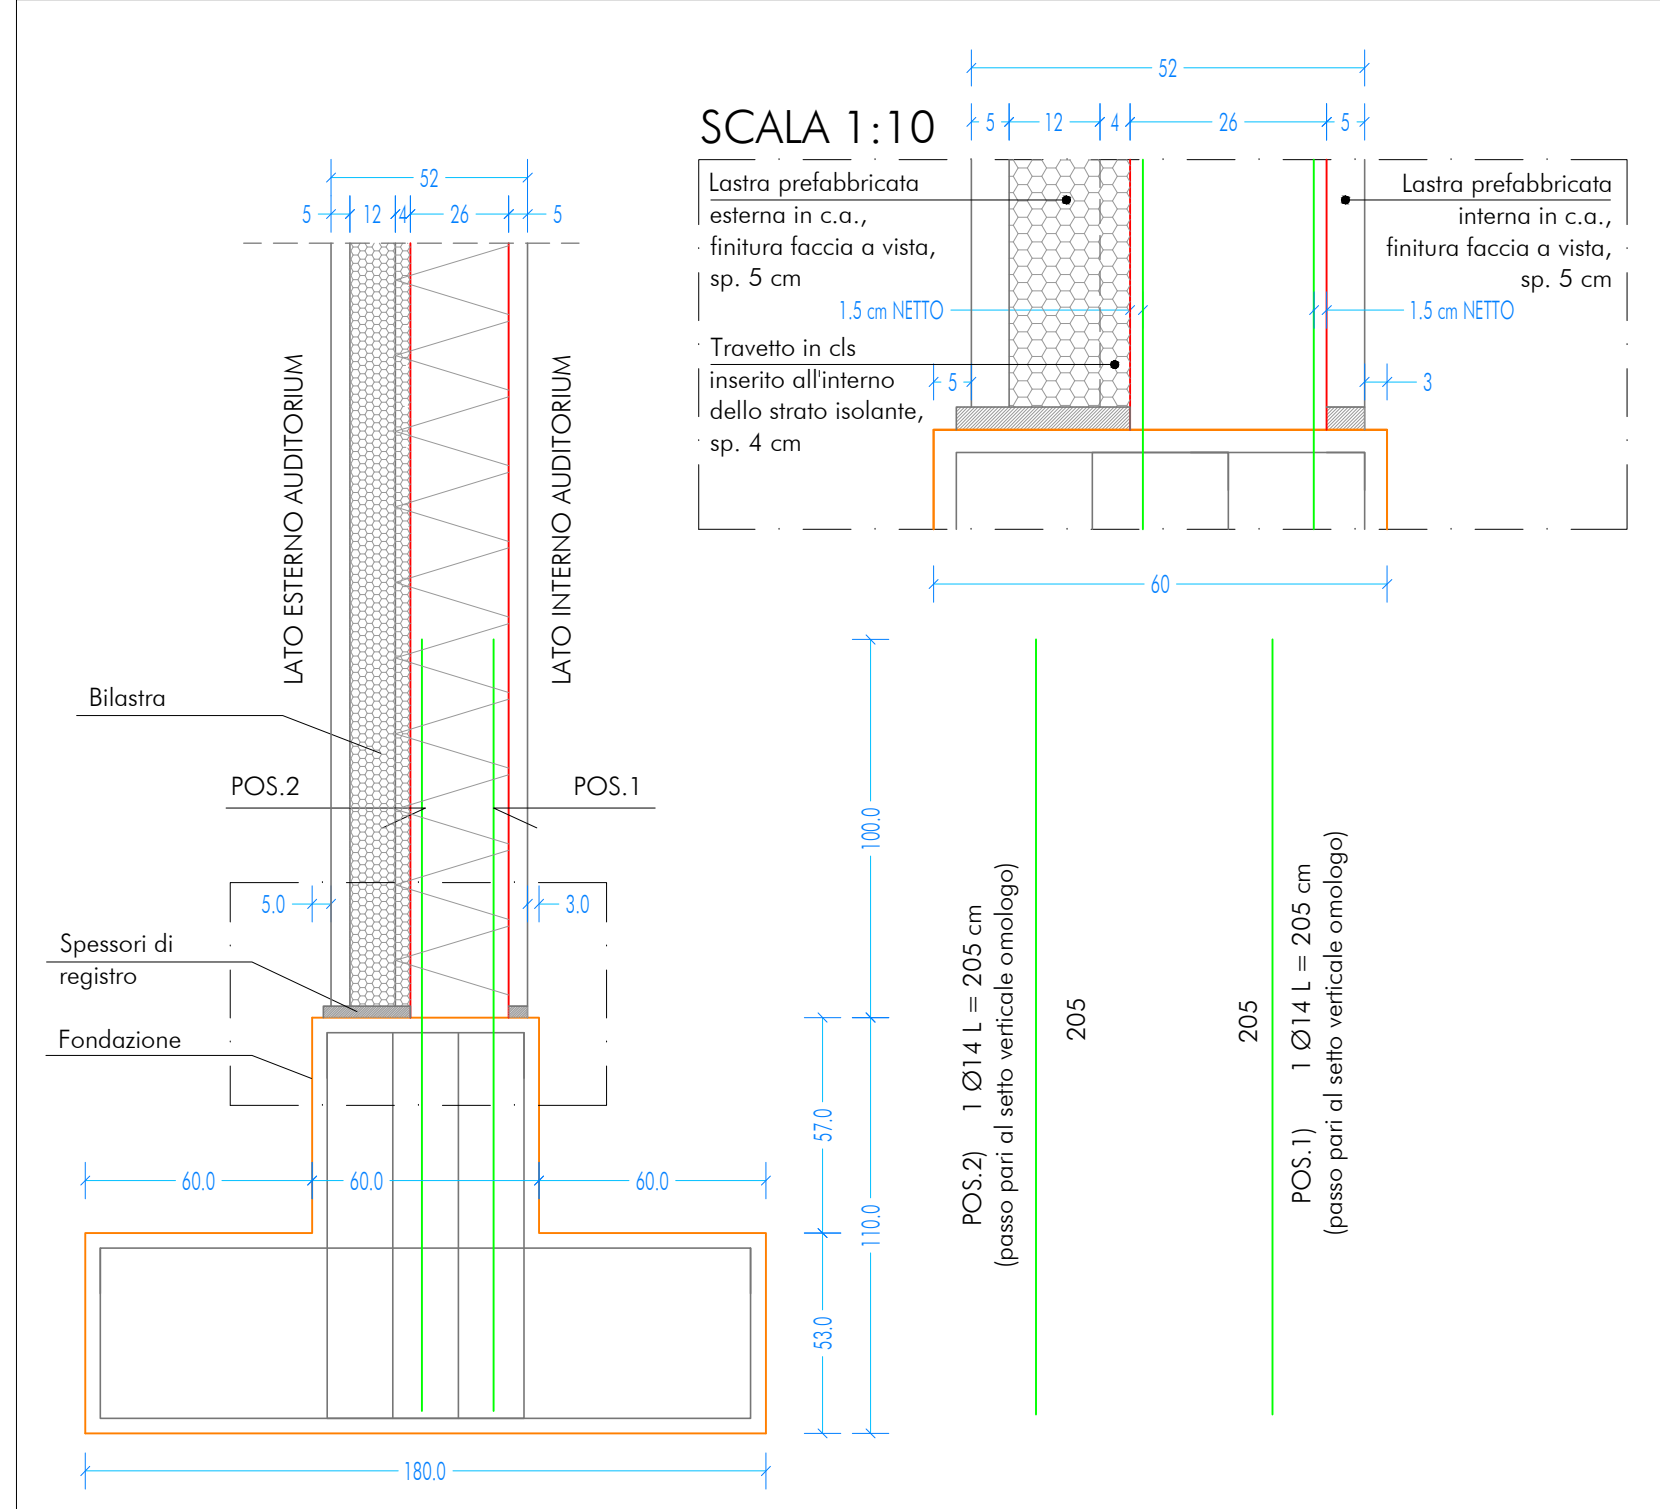 52
5
12
4
26
5
LATO ESTERNO AUDITORIUM
LATO INTERNO AUDITORIUM
Bilastra
POS.2
POS.1
5.0
3.0
Spessori di
registro
Fondazione
60.0
60.0
60.0
180.0
57.0
53.0
100.0
110.0
SCALA 1:10
52
5
12
4
26
5
Lastra prefabbricata
esterna in c.a.,
finitura faccia a vista,
sp. 5 cm
1.5 cm NETTO
Travetto in cls
inserito all'interno
dello strato isolante,
sp. 4 cm
5
Lastra prefabbricata
interna in c.a.,
finitura faccia a vista,
sp. 5 cm
1.5 cm NETTO
3
60
POS.2) 1 Ø14 L = 205 cm
(passo pari al setto verticale omologo)
205
205
POS.1) 1 Ø14 L = 205 cm
(passo pari al setto verticale omologo)